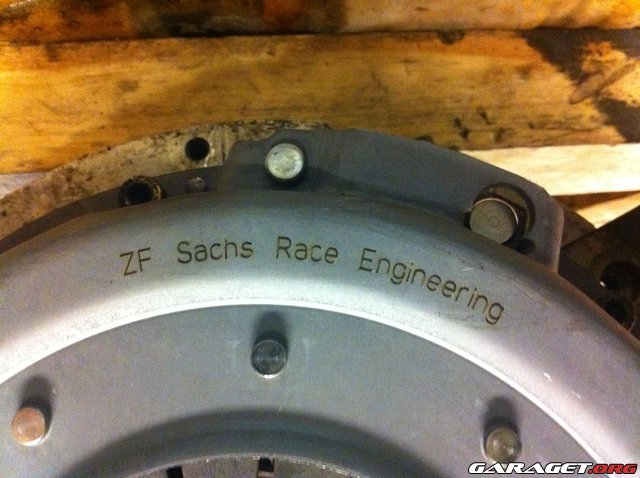 ZF Sachs Race Engineering
GARAGET.ORG